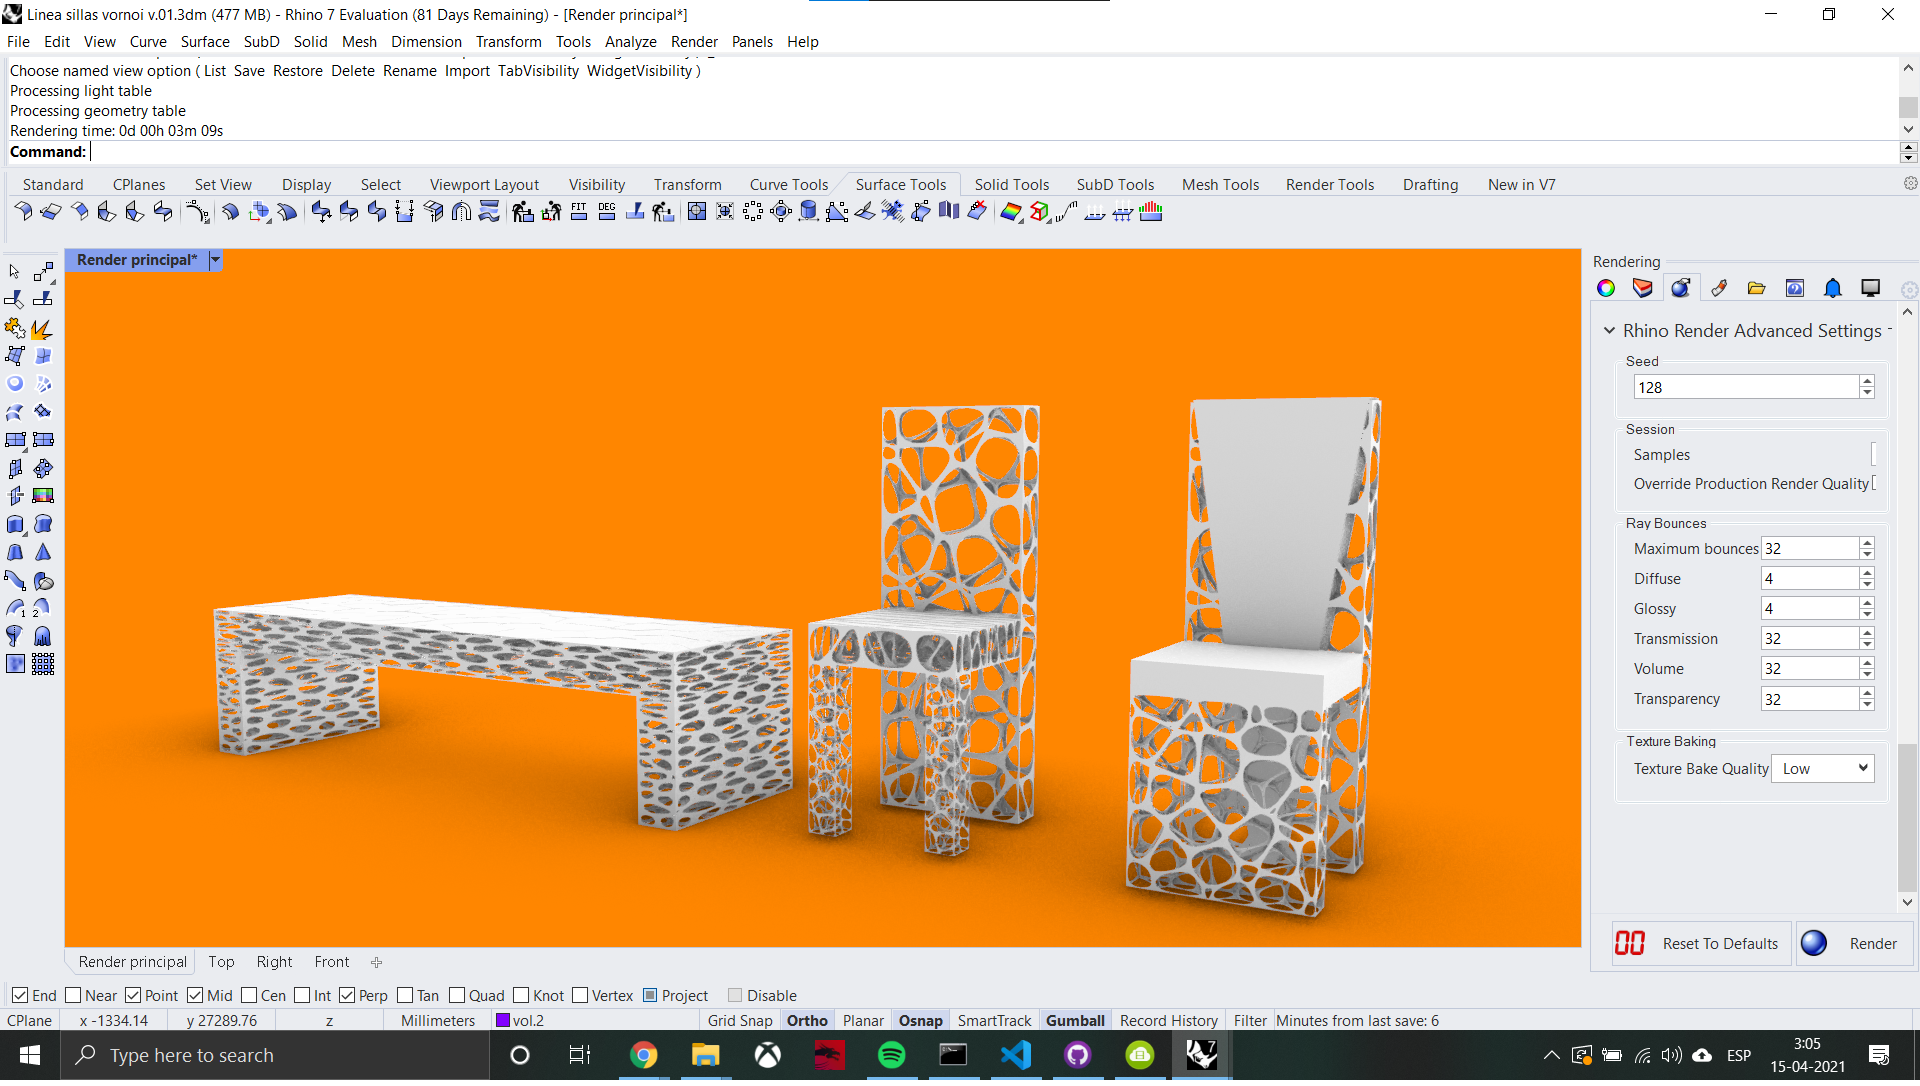 Linea sillas vornoi v.01.3dm (477 MB) - Rhino 7 Evaluation (81 Days Remaining) - [Render principal*]
File Edit View Curve Surface SubD Solid Mesh Dimension Transform Tools Analyze Render Panels Help
Choose named view option ( List Save Restore Delete Rename Import TabVisibility WidgetVisibility )
Processing light table
Processing geometry table
Rendering time: 0d 00h 03m 09s
Command:
Standard CPlanes Set View Display Select Viewport Layout Visibility Transform Curve Tools Surface Tools Solid Tools SubD Tools Mesh Tools Render Tools Drafting New in V7
FIT DEG
Render principal*
Rendering
Rhino Render Advanced Settings
Seed
128
Session
Samples
Override Production Render Quality
Ray Bounces
Maximum bounces 32
Diffuse 4
Glossy 4
Transmission 32
Volume 32
Transparency 32
Texture Baking
Texture Bake Quality Low
00 Reset To Defaults Render
1 2
Render principal Top Right Front
End Near Point Mid Cen Int Perp Tan Quad Knot Vertex Project Disable
CPlane x -1334.14 y 27289.76 z Millimeters vol.2 Grid Snap Ortho Planar Osnap SmartTrack Gumball Record History Filter Minutes from last save: 6
Type here to search
7
ESP
3:05
15-04-2021